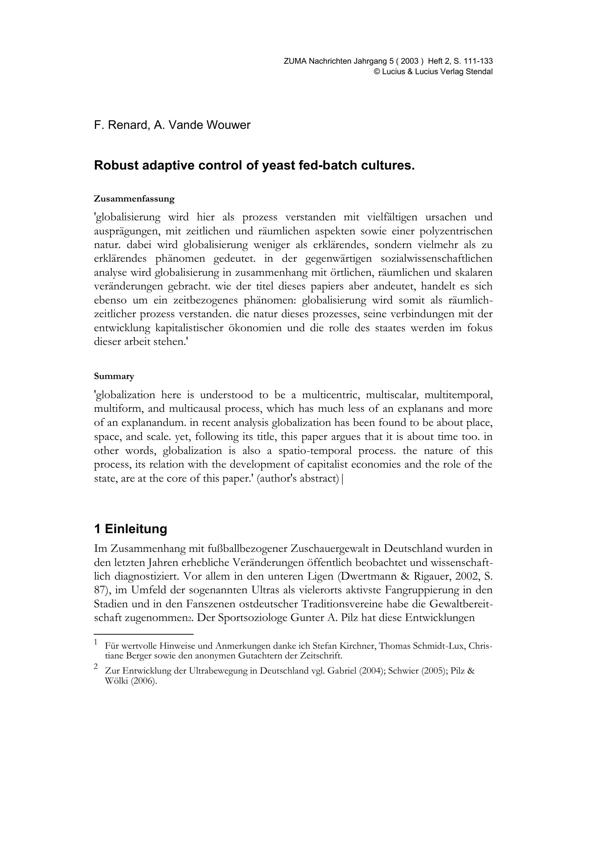 ZUMA Nachrichten Jahrgang 5 ( 2003 ) Heft 2, S. 111-133
© Lucius & Lucius Verlag Stendal
F. Renard, A. Vande Wouwer
Robust adaptive control of yeast fed-batch cultures.
Zusammenfassung
'globalisierung wird hier als prozess verstanden mit vielfältigen ursachen und
ausprägungen, mit zeitlichen und räumlichen aspekten sowie einer polyzentrischen
natur. dabei wird globalisierung weniger als erklärendes, sondern vielmehr als zu
erklärendes phänomen gedeutet. in der gegenwärtigen sozialwissenschaftlichen
analyse wird globalisierung in zusammenhang mit örtlichen, räumlichen und skalaren
veränderungen gebracht. wie der titel dieses papiers aber andeutet, handelt es sich
ebenso um ein zeitbezogenes phänomen: globalisierung wird somit als räumlich-
zeitlicher prozess verstanden. die natur dieses prozesses, seine verbindungen mit der
entwicklung kapitalistischer ökonomien und die rolle des staates werden im fokus
dieser arbeit stehen.'
Summary
'globalization here is understood to be a multicentric, multiscalar, multitemporal,
multiform, and multicausal process, which has much less of an explanans and more
of an explanandum. in recent analysis globalization has been found to be about place,
space, and scale. yet, following its title, this paper argues that it is about time too. in
other words, globalization is also a spatio-temporal process. the nature of this
process, its relation with the development of capitalist economies and the role of the
state, are at the core of this paper.' (author's abstract)|
1 Einleitung
Im Zusammenhang mit fußballbezogener Zuschauergewalt in Deutschland wurden in
den letzten Jahren erhebliche Veränderungen öffentlich beobachtet und wissenschaft-
lich diagnostiziert. Vor allem in den unteren Ligen (Dwertmann & Rigauer, 2002, S.
87), im Umfeld der sogenannten Ultras als vielerorts aktivste Fangruppierung in den
Stadien und in den Fanszenen ostdeutscher Traditionsvereine habe die Gewaltbereit-
schaft zugenommen2. Der Sportsoziologe Gunter A. Pilz hat diese Entwicklungen
1 Für wertvolle Hinweise und Anmerkungen danke ich Stefan Kirchner, Thomas Schmidt-Lux, Chris-
tiane Berger sowie den anonymen Gutachtern der Zeitschrift.
2 Zur Entwicklung der Ultrabewegung in Deutschland vgl. Gabriel (2004); Schwier (2005); Pilz &
Wölki (2006).